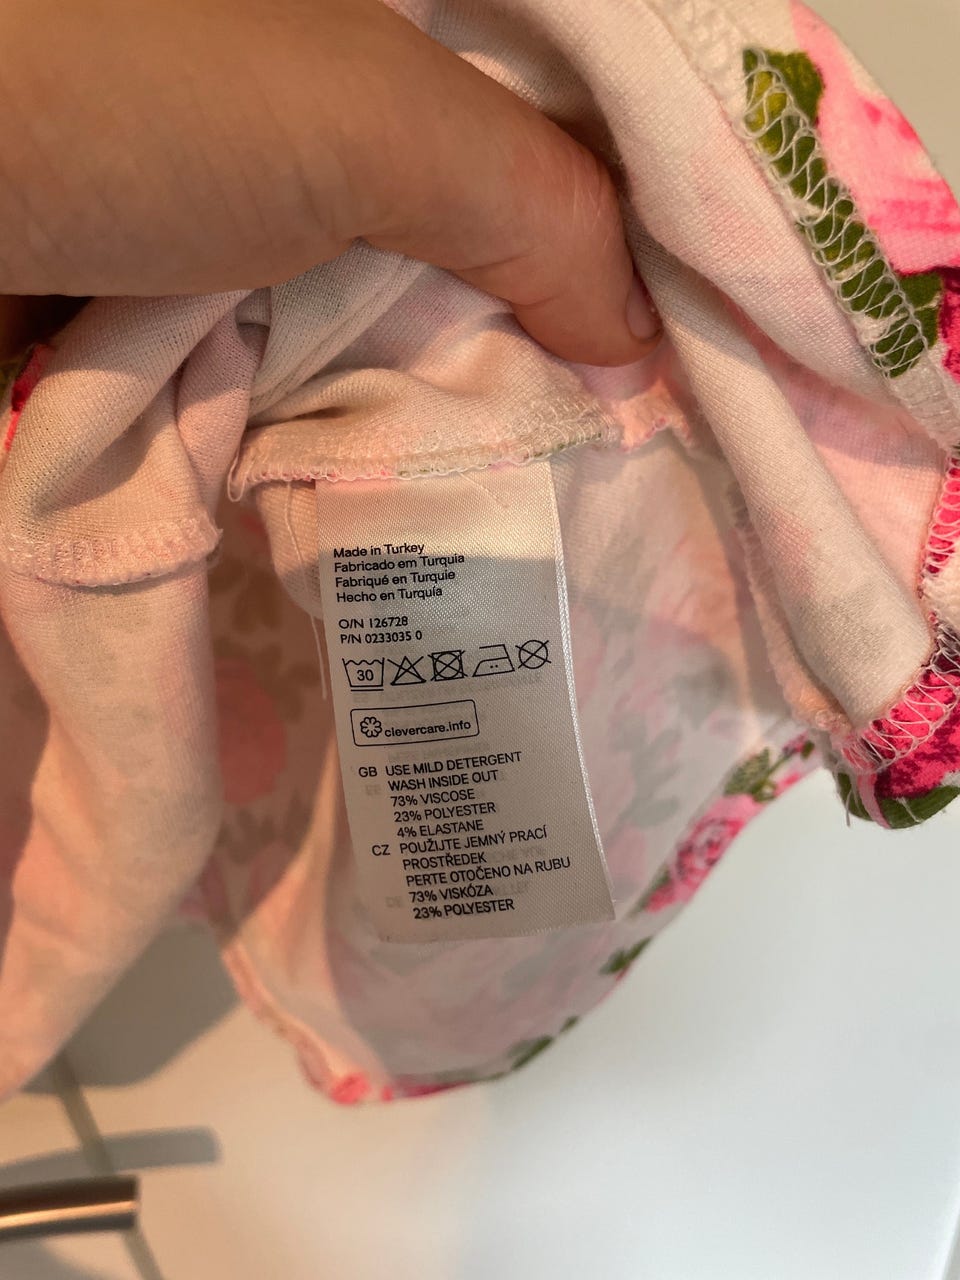 Made in Turkey
Fabricado em Turquia
Fabriqué en Turquie
Hecho en Turquía
O/N 126728
P/N 0233035 0
30
clevercare.info
GB USE MILD DETERGENT
WASH INSIDE OUT
73% VISCOSE
23% POLYESTER
4% ELASTANE
CZ POUŽIJTE JEMNÝ PRACÍ
PROSTŘEDEK
PERTE OTOČENO NA RUBU
73% VISKÓZA
23% POLYESTER